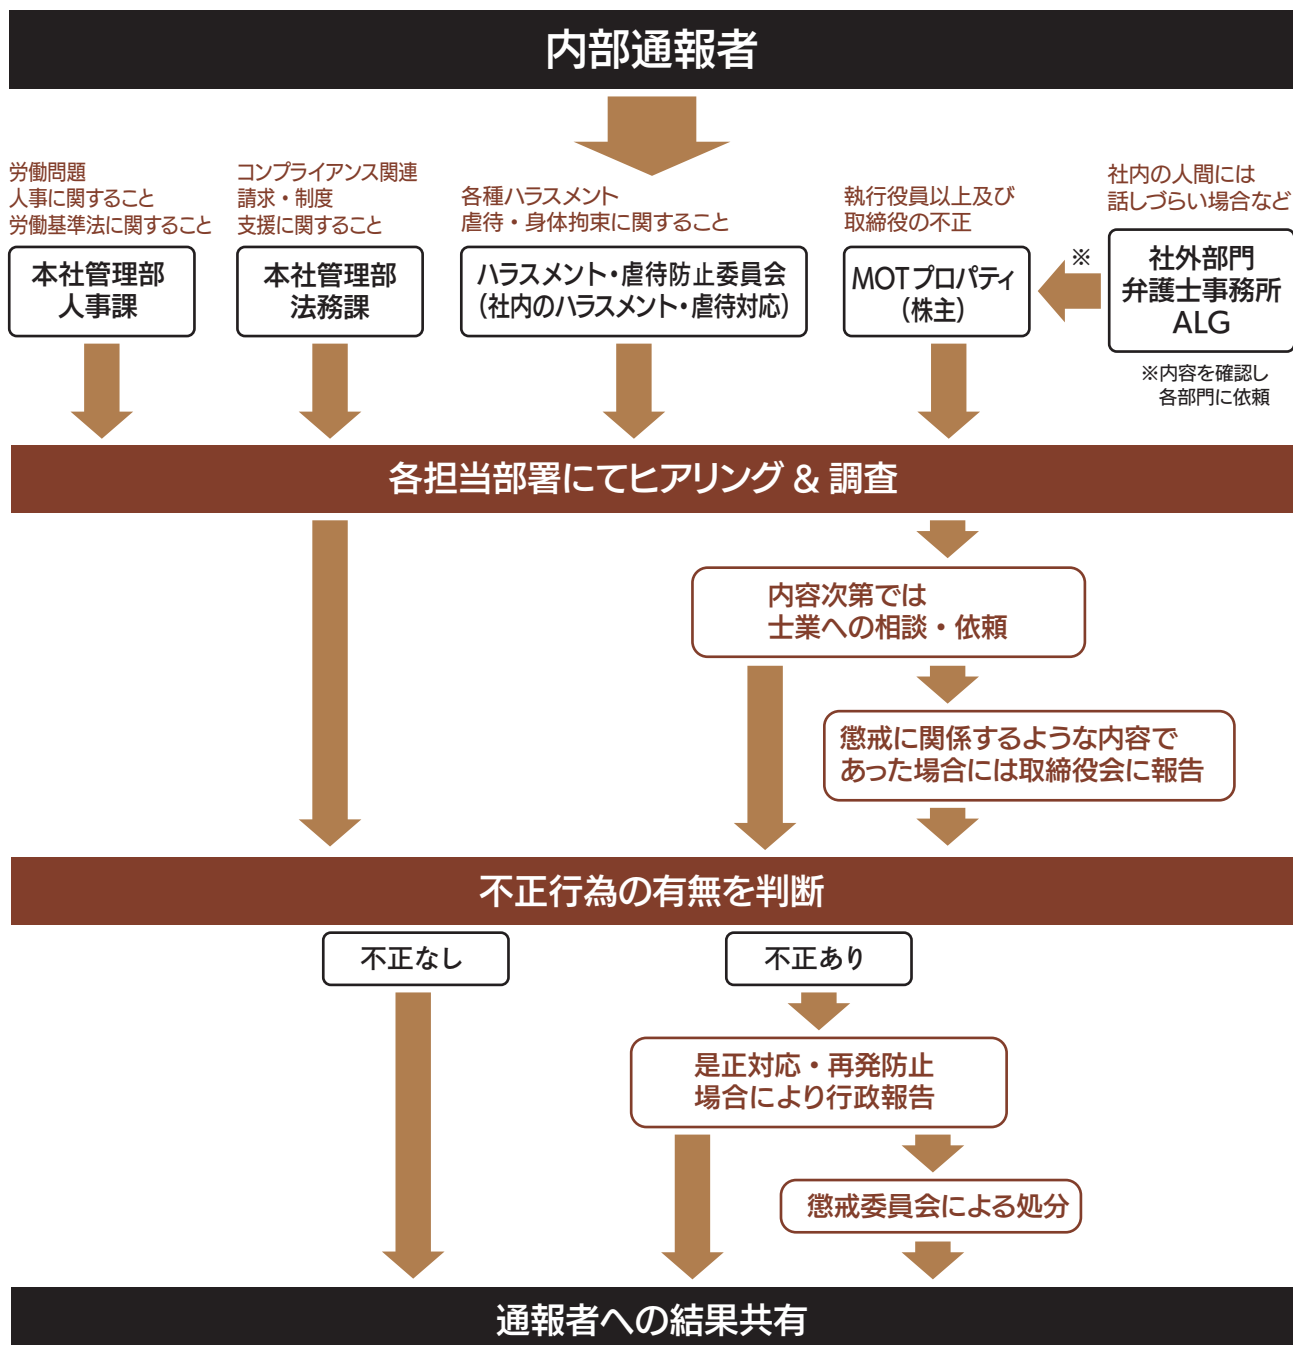 内部通報者
労働問題
人事に関すること
労働基準法に関すること
本社管理部
人事課
コンプライアンス関連
請求・制度
支援に関すること
本社管理部
法務課
各種ハラスメント
虐待・身体拘束に関すること
ハラスメント・虐待防止委員会
(社内のハラスメント・虐待対応)
執行役員以上及び
取締役の不正
MOTプロパティ
(株主)
※
社内の人間には
話しづらい場合など
社外部門
弁護士事務所
ALG
※内容を確認し
各部門に依頼
各担当部署にてヒアリング & 調査
内容次第では
士業への相談・依頼
懲戒に関係するような内容で
あった場合には取締役会に報告
不正行為の有無を判断
不正なし
不正あり
是正対応・再発防止
場合により行政報告
懲戒委員会による処分
通報者への結果共有